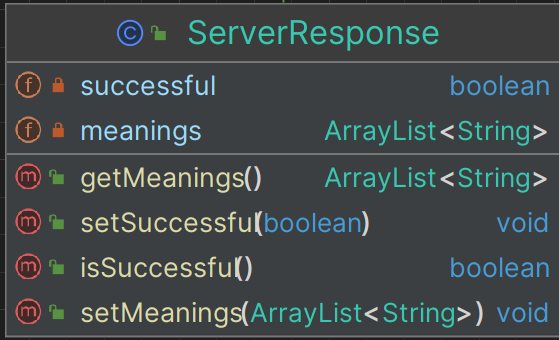 ServerResponse
successful boolean
meanings ArrayList<String>
getMeanings() ArrayList<String>
setSuccessful(boolean) void
isSuccessful() boolean
setMeanings(ArrayList<String>) void